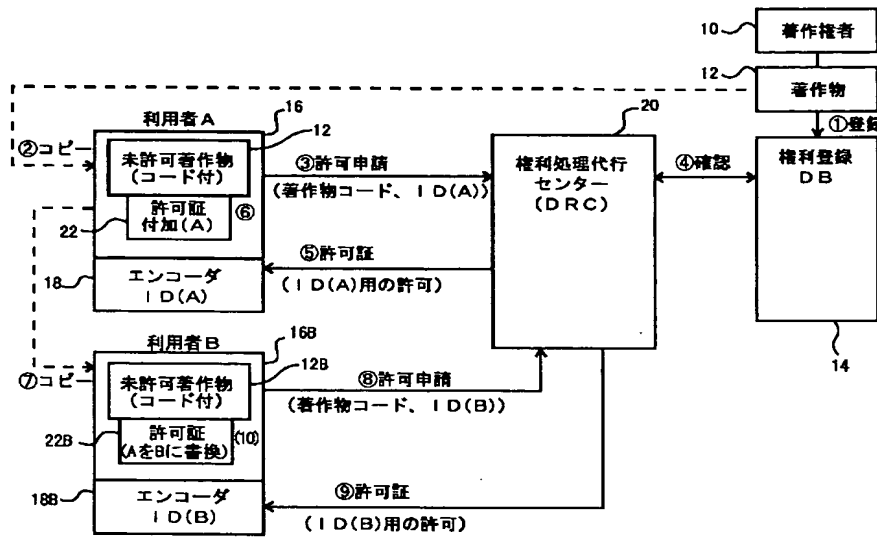 10
著作権者
12
著作物
①登録
20
16
利用者A
12
②コピー
未許可著作物
(コード付)
許可証
付加(A)
⑥
22
③許可申請
(著作物コード、ID(A))
権利処理代行
センター
(DRC)
④確認
権利登録
DB
⑤許可証
(ID(A)用の許可)
18
エンコーダ
ID(A)
14
利用者B
16B
12B
⑦コピー
未許可著作物
(コード付)
許可証
(AをBに書換)
(10)
22B
⑧許可申請
(著作物コード、ID(B))
⑨許可証
(ID(B)用の許可)
18B
エンコーダ
ID(B)